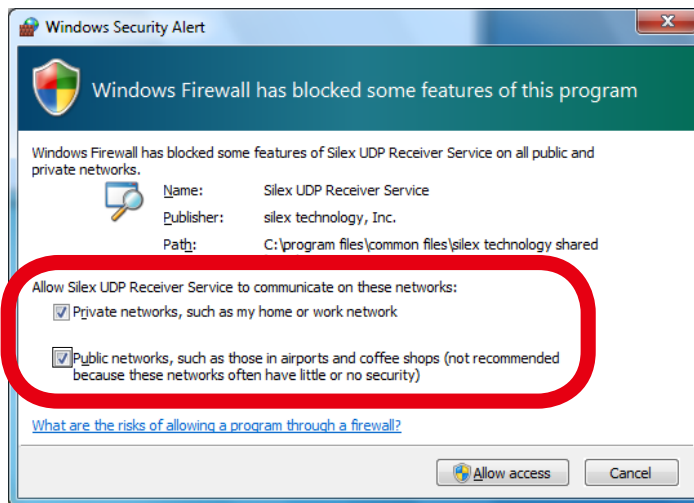 Windows Security Alert
Windows Firewall has blocked some features of this program
Windows Firewall has blocked some features of Silex UDP Receiver Service on all public and
private networks.
Name: Silex UDP Receiver Service
Publisher: silex technology, Inc.
Path: C:\program files\common files\silex technology shared
Allow Silex UDP Receiver Service to communicate on these networks:
Private networks, such as my home or work network
Public networks, such as those in airports and coffee shops (not recommended
because these networks often have little or no security)
What are the risks of allowing a program through a firewall?
Allow access Cancel